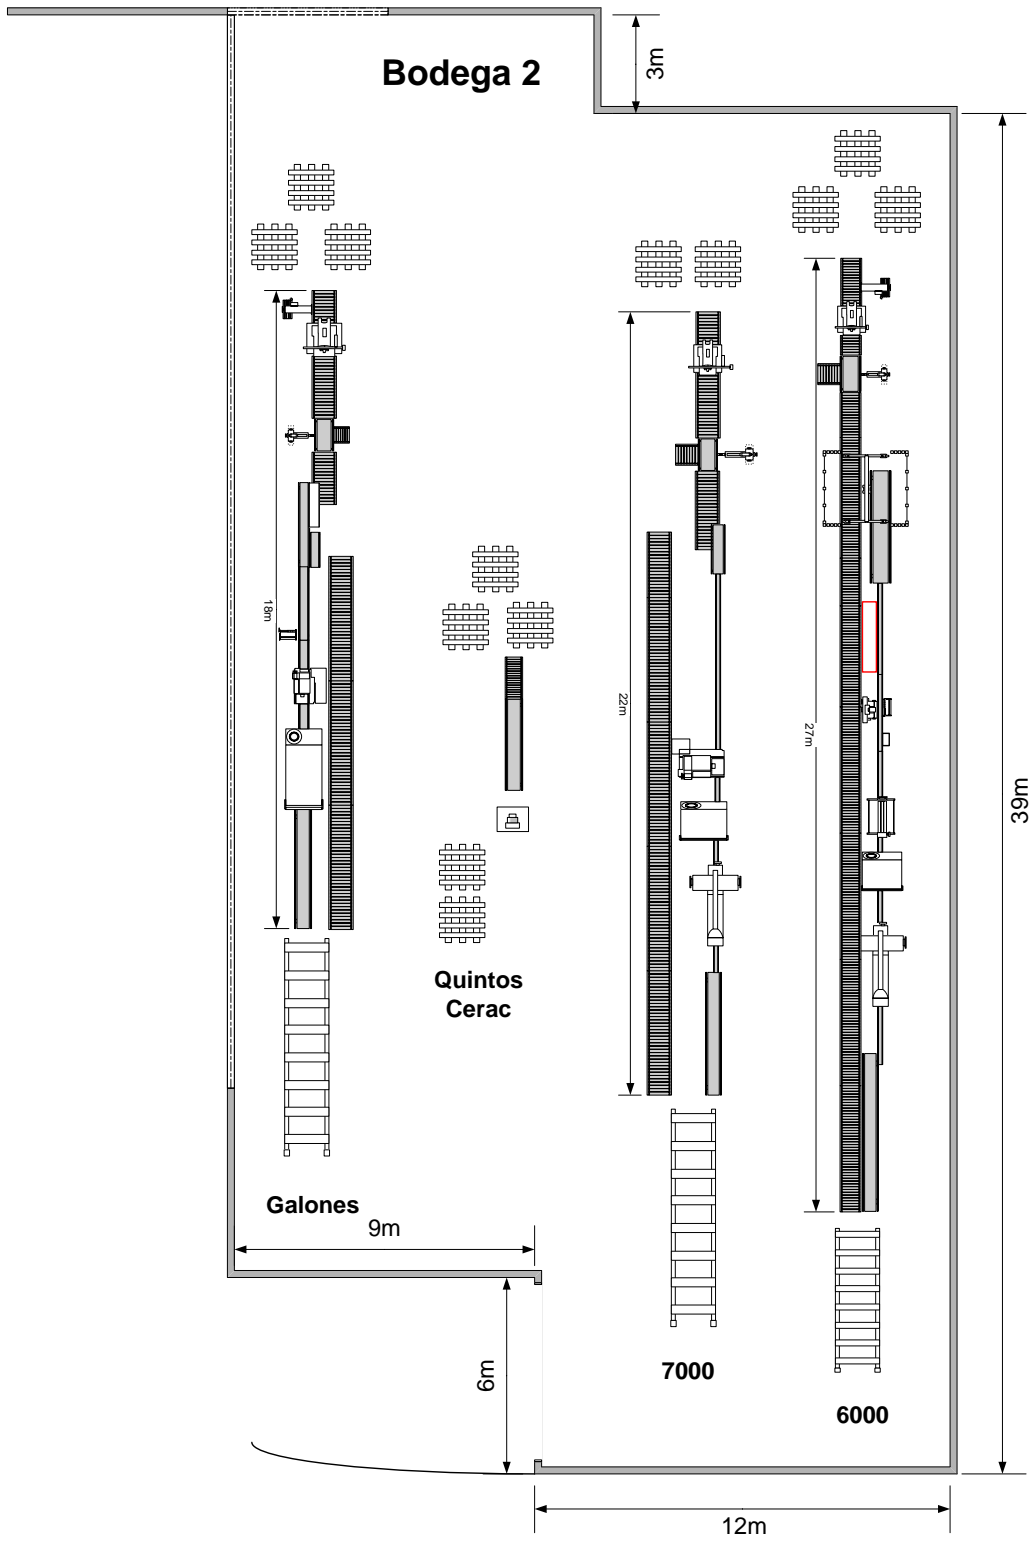 Bodega 2
3m
39m
18m
22m
27m
Quintos
Cerac
Galones
9m
6m
7000
6000
12m